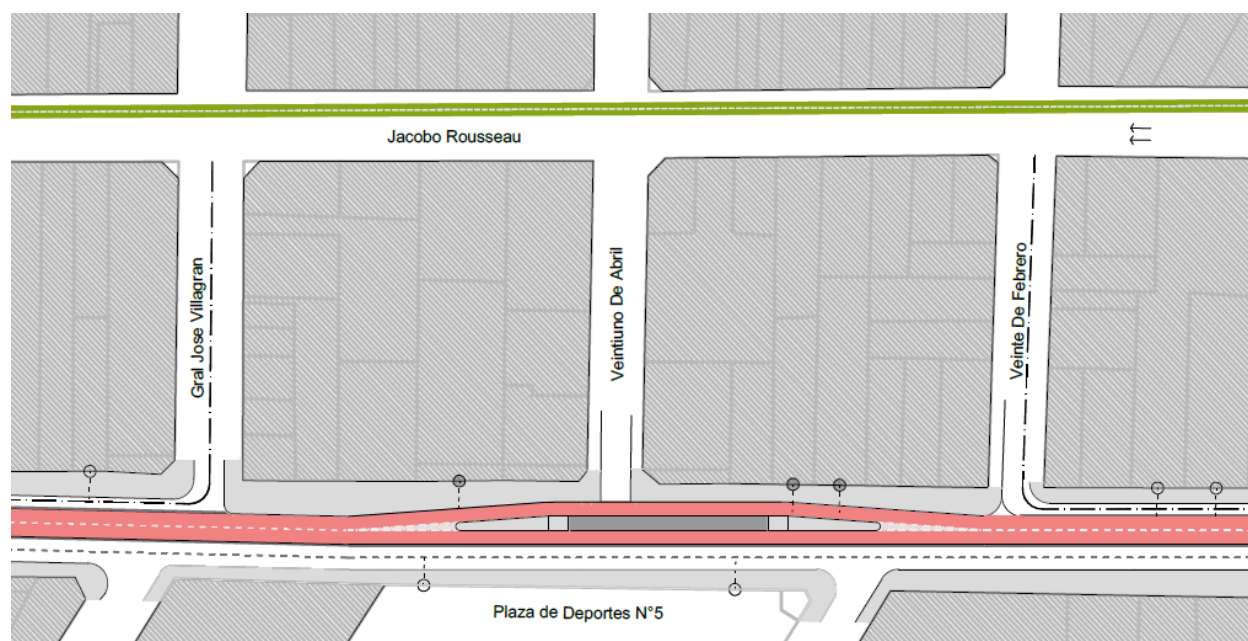 Jacobo Rousseau
Gral Jose Villagran
Veintiuno De Abril
Veinte De Febrero
Plaza de Deportes N°5